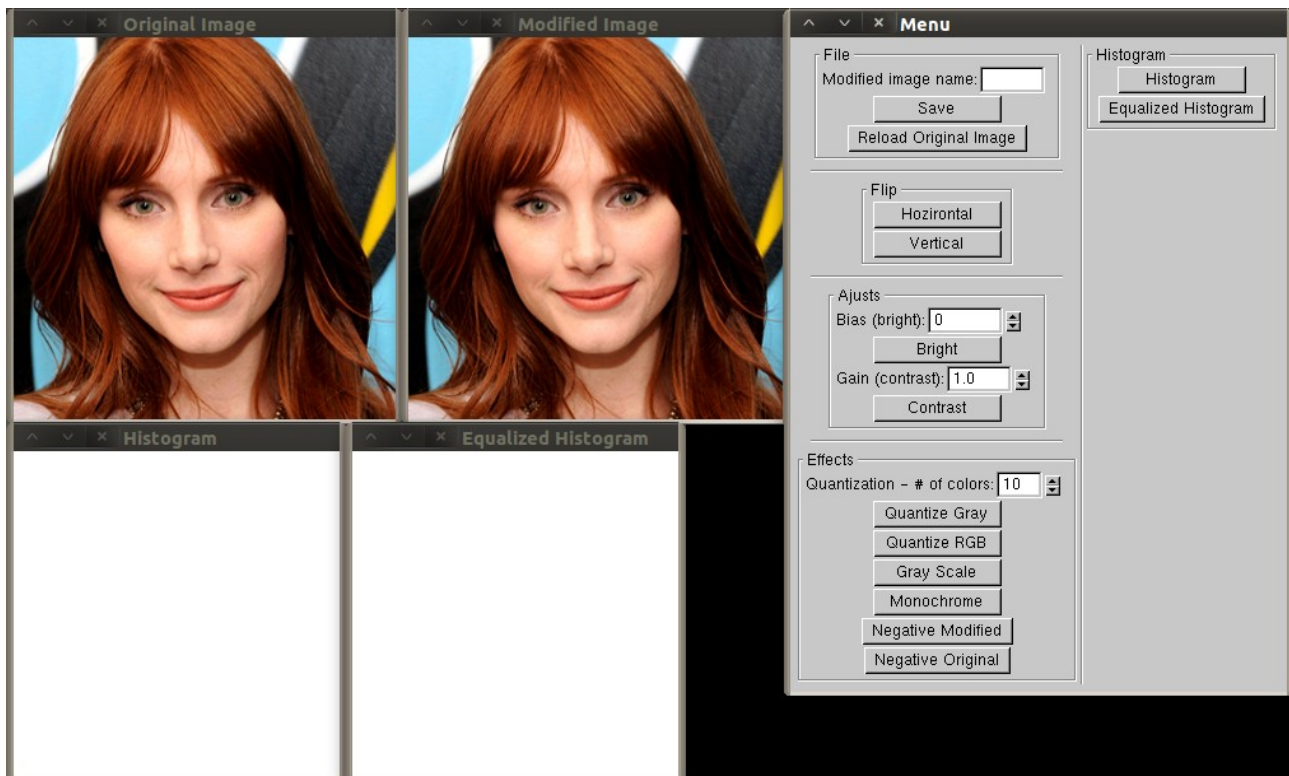 Original Image
Modified Image
Menu
File
Modified image name:
Save
Reload Original Image
Flip
Hozirontal
Vertical
Ajusts
Bias (bright): 0
Bright
Gain (contrast): 1.0
Contrast
Effects
Quantization - # of colors: 10
Quantize Gray
Quantize RGB
Gray Scale
Monochrome
Negative Modified
Negative Original
Histogram
Histogram
Equalized Histogram
Histogram
Equalized Histogram